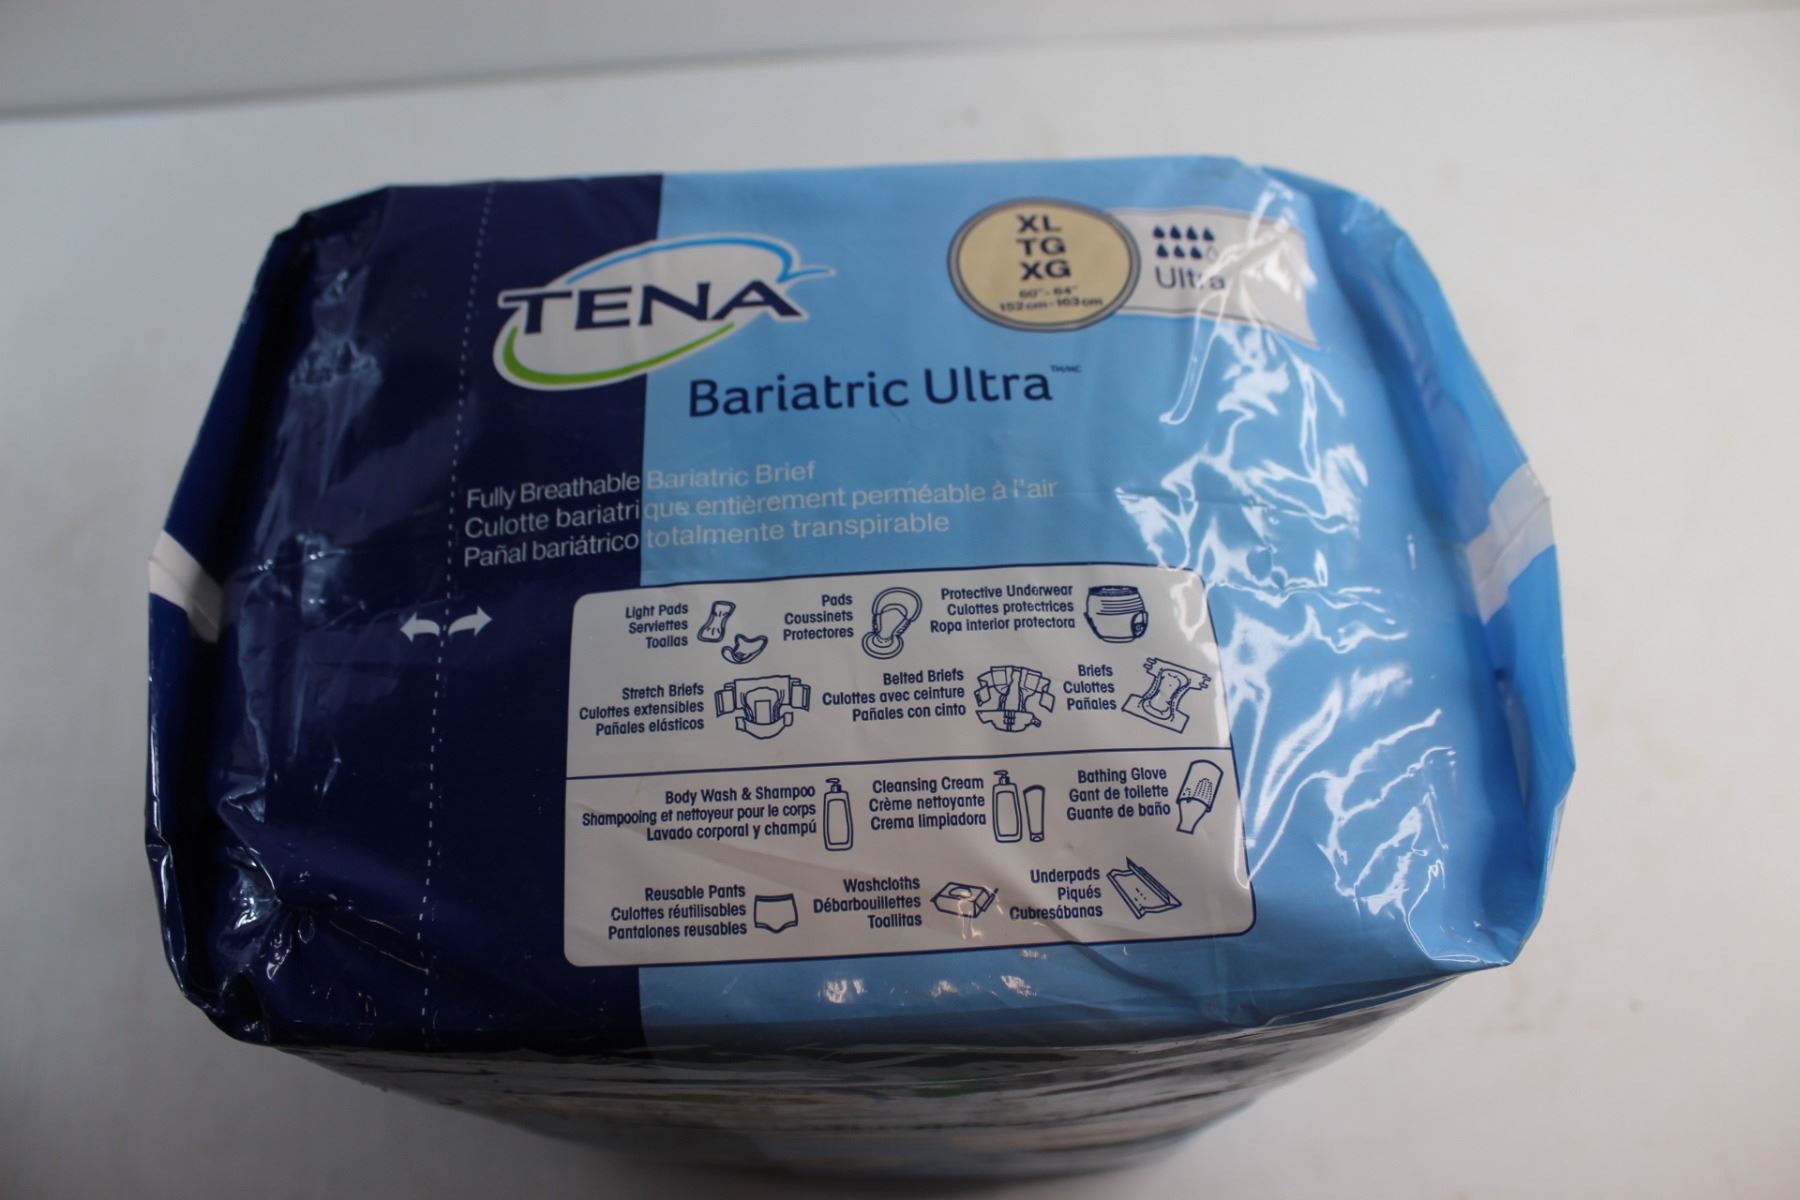 TENA
XL
TG
XG
60" - 64"
152 cm - 163 cm
Ultra
Bariatric Ultra™/MC
Fully Breathable Bariatric Brief
Culotte bariatrique entièrement perméable à l'air
Pañal bariátrico totalmente transpirable
Light Pads
Serviettes
Toallas
Pads
Coussinets
Protectores
Protective Underwear
Culottes protectrices
Ropa interior protectora
Stretch Briefs
Culottes extensibles
Pañales elásticos
Belted Briefs
Culottes avec ceinture
Pañales con cinto
Briefs
Culottes
Pañales
Body Wash & Shampoo
Shampooing et nettoyeur pour le corps
Lavado corporal y champú
Cleansing Cream
Crème nettoyante
Crema limpiadora
Bathing Glove
Gant de toilette
Guante de baño
Reusable Pants
Culottes réutilisables
Pantalones reusables
Washcloths
Débarbouillettes
Toallitas
Underpads
Piqués
Cubresábanas